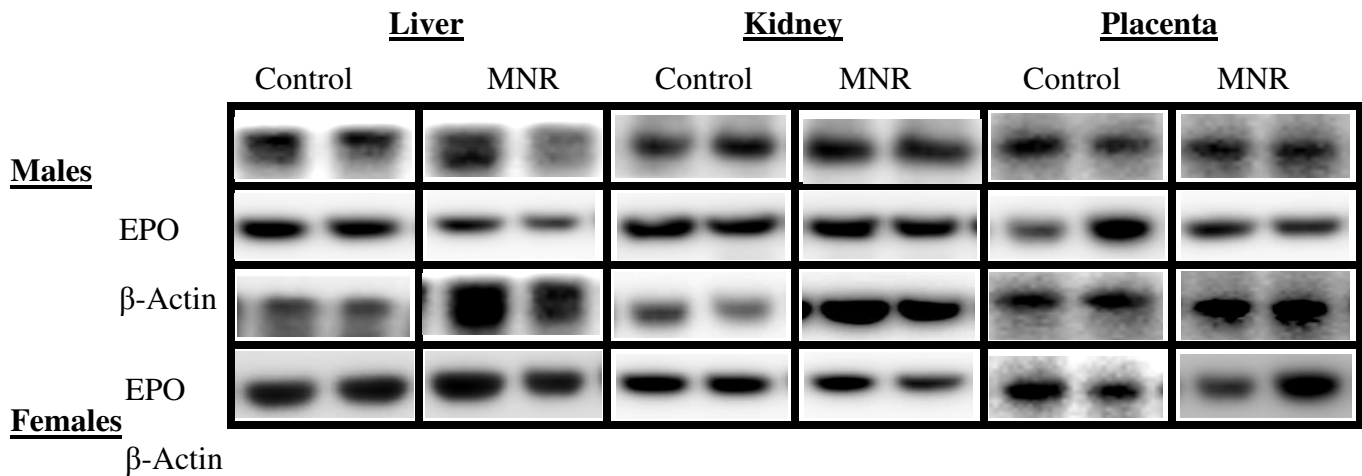 Liver Kidney Placenta
Control MNR Control MNR Control MNR
Males
EPO
β-Actin
EPO
Females
β-Actin